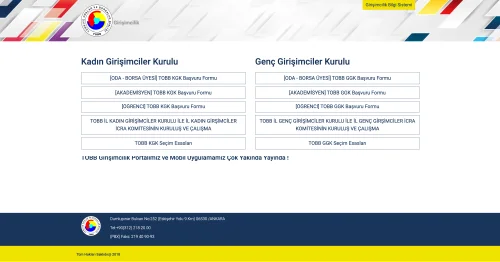 Girişimcilik Bilgi Sistemi
Girişimcilik
Kadın Girişimciler Kurulu
[ODA - BORSA ÜYESİ] TOBB KGK Başvuru Formu
[AKADEMİSYEN] TOBB KGK Başvuru Formu
[ÖĞRENCİ] TOBB KGK Başvuru Formu
TOBB İL KADIN GİRİŞİMCİLER KURULU İLE İL KADIN GİRİŞİMCİLER
İCRA KOMİTESİNİN KURULUŞ VE ÇALIŞMA
TOBB KGK Seçim Esasları
Genç Girişimciler Kurulu
[ODA - BORSA ÜYESİ] TOBB GGK Başvuru Formu
[AKADEMİSYEN] TOBB GGK Başvuru Formu
[ÖĞRENCİ] TOBB GGK Başvuru Formu
TOBB İL GENÇ GİRİŞİMCİLER KURULU İLE İL GENÇ GİRİŞİMCİLER İCRA
KOMİTESİNİN KURULUŞ VE ÇALIŞMA
TOBB GGK Seçim Esasları
TOBB Girişimcilik Portalimiz ve Mobil Uygulamamız Çok Yakında Yayında !
Dumlupınar Bulvarı No:252 (Eskişehir Yolu 9.Km) 06530 /ANKARA
Tel:+90(312) 218 20 00
(PBX) Faks: 219 40 90-93
Tüm Hakları Saklıdır@ 2018